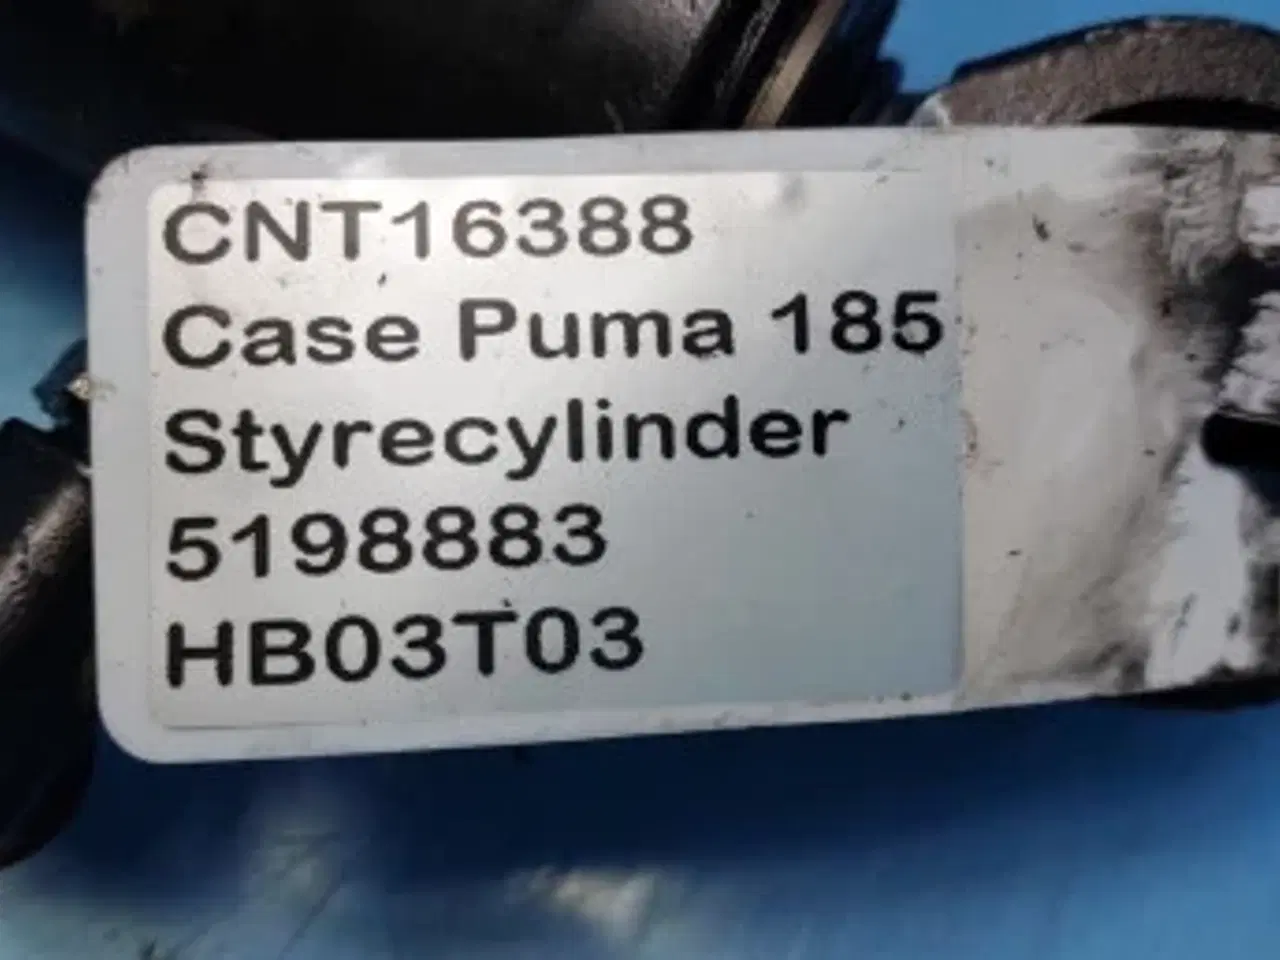 CNT16388
Case Puma 185
Styrecylinder
5198883
HB03T03